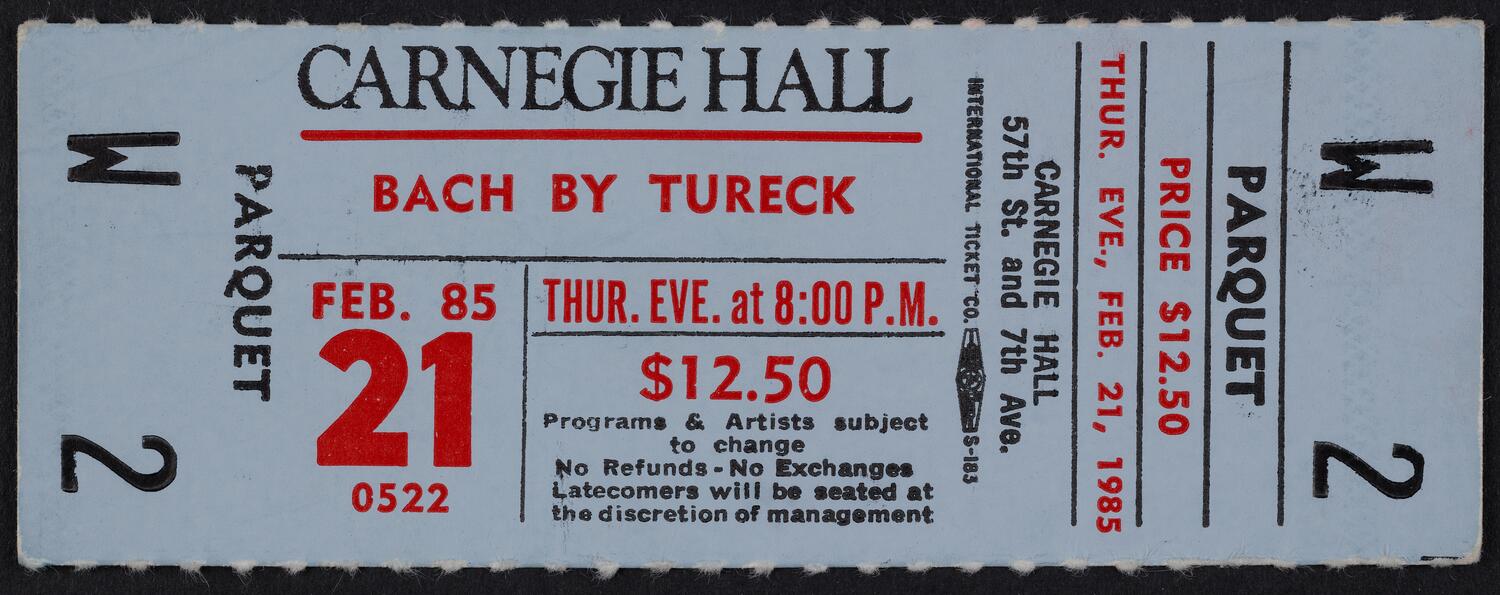 W
2
PARQUET
CARNEGIE HALL
BACH BY TURECK
FEB. 85
21
0522
THUR. EVE. at 8:00 P.M.
$12.50
Programs & Artists subject
to change
No Refunds - No Exchanges
Latecomers will be seated at
the discretion of management
CARNEGIE HALL
57th St. and 7th Ave.
INTERNATIONAL TICKET CO. S-183
THUR. EVE., FEB. 21, 1985
PRICE $12.50
PARQUET
W
2